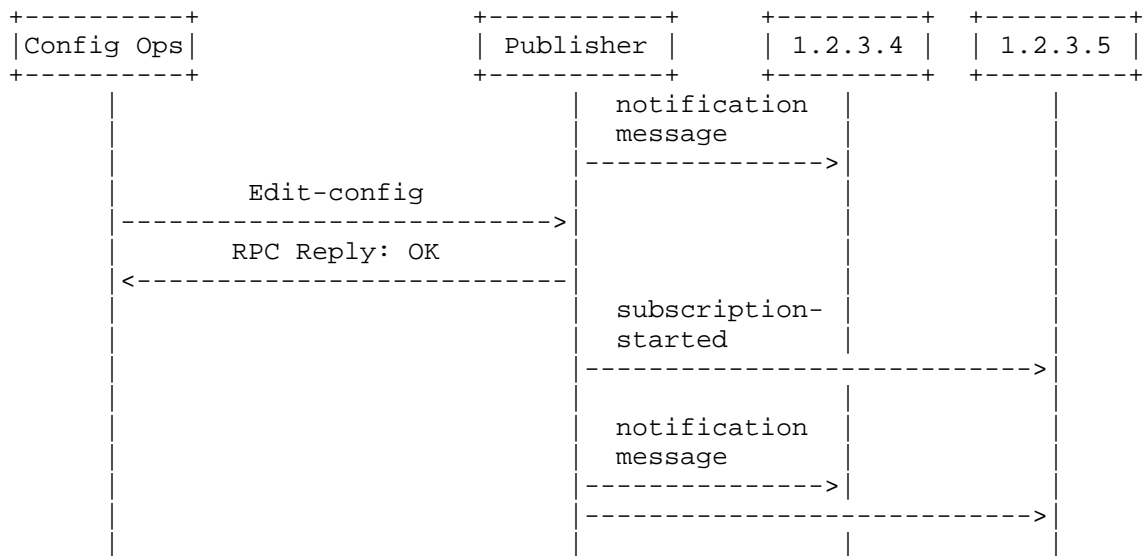 Config Ops Publisher 1.2.3.4 1.2.3.5
notification
message
Edit-config
RPC Reply: OK
subscription-
started
notification
message